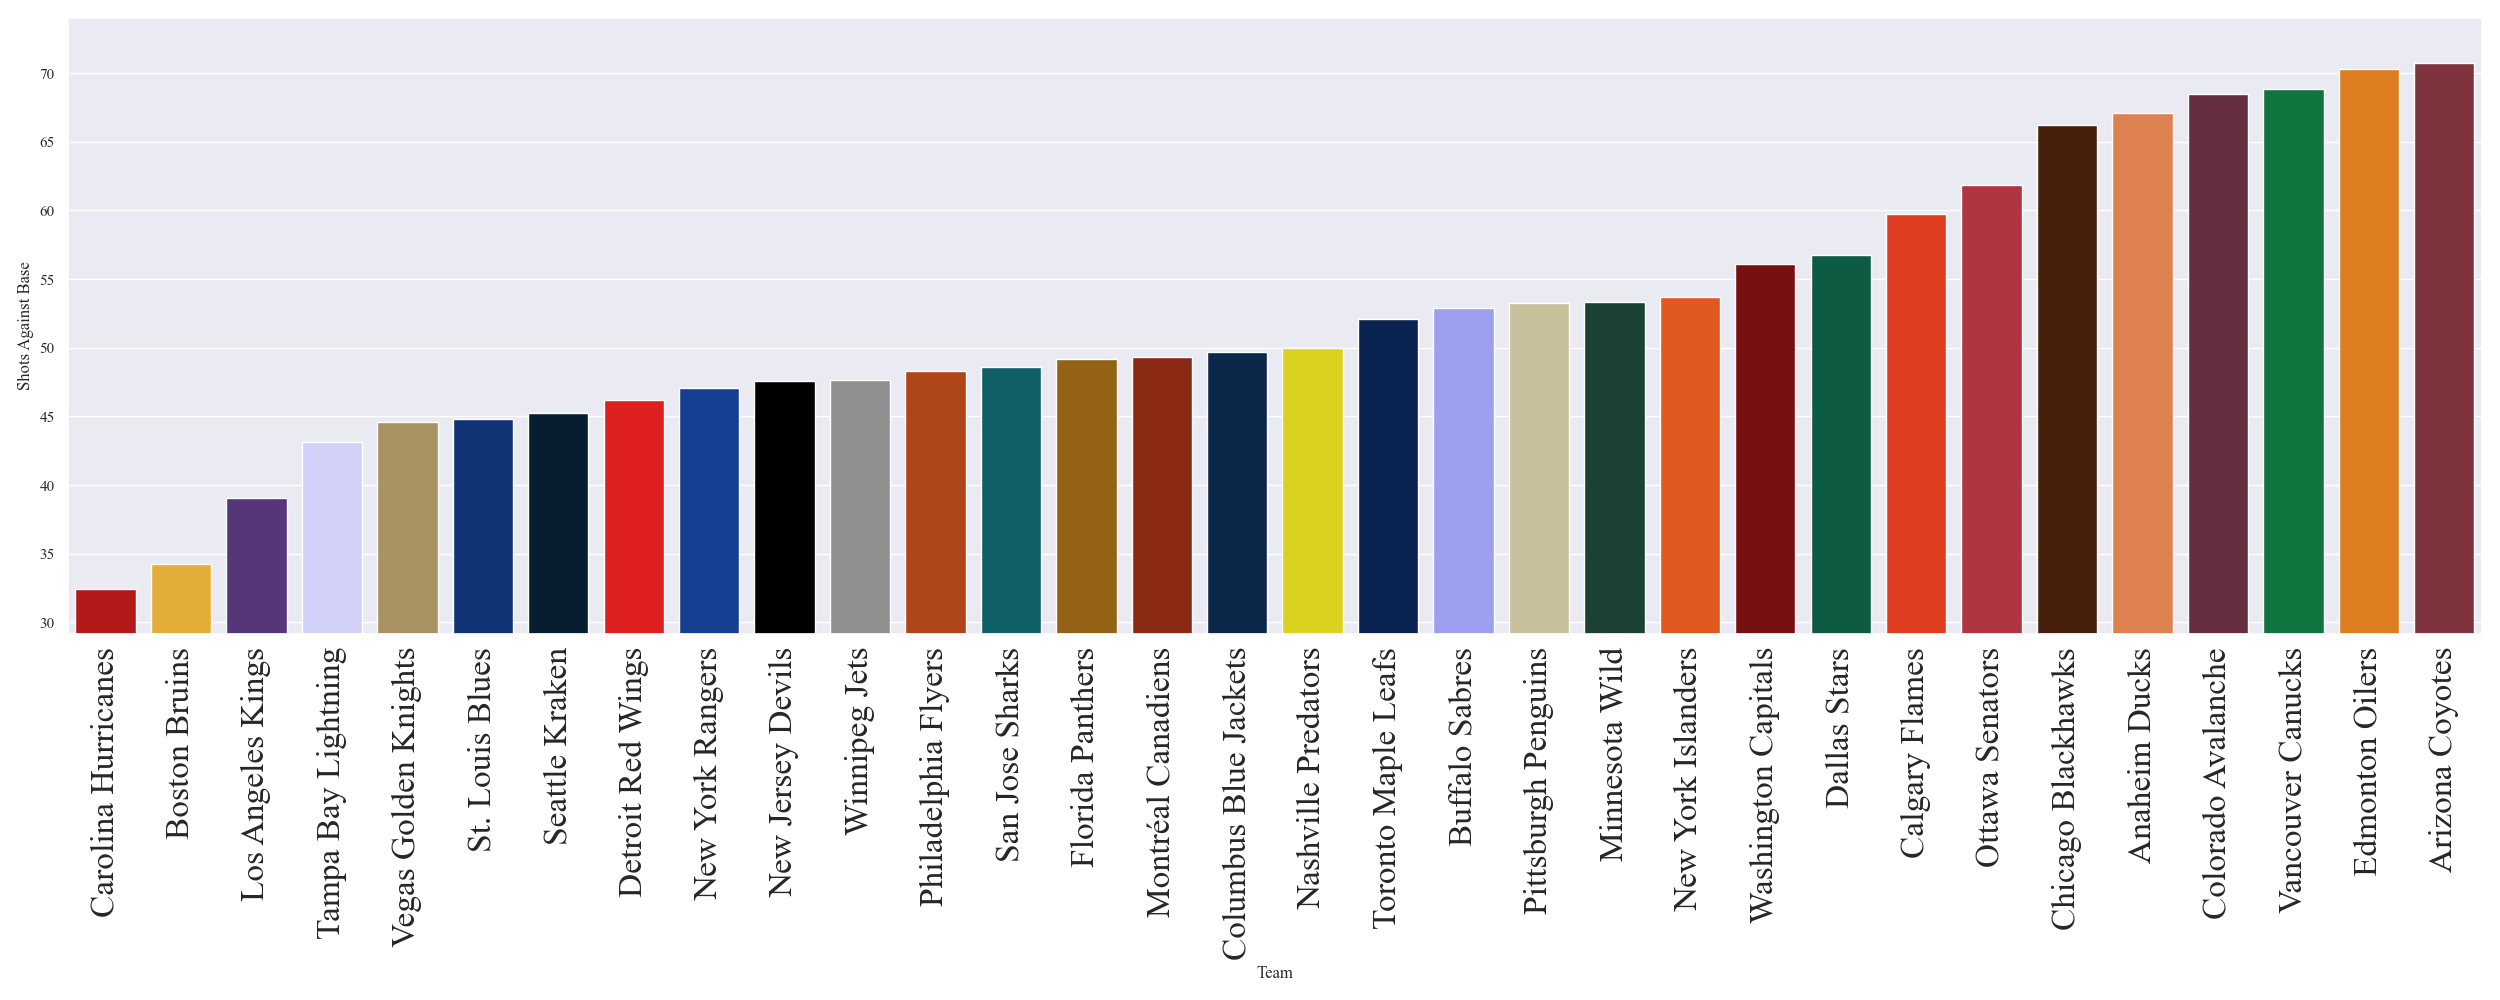 70
65
60
55
50
45
40
35
30
Shots Against Base
Carolina Hurricanes
Boston Bruins
Los Angeles Kings
Tampa Bay Lightning
Vegas Golden Knights
St. Louis Blues
Seattle Kraken
Detroit Red Wings
New York Rangers
New Jersey Devils
Winnipeg Jets
Philadelphia Flyers
San Jose Sharks
Florida Panthers
Montréal Canadiens
Columbus Blue Jackets
Nashville Predators
Toronto Maple Leafs
Buffalo Sabres
Pittsburgh Penguins
Minnesota Wild
New York Islanders
Washington Capitals
Dallas Stars
Calgary Flames
Ottawa Senators
Chicago Blackhawks
Anaheim Ducks
Colorado Avalanche
Vancouver Canucks
Edmonton Oilers
Arizona Coyotes
Team